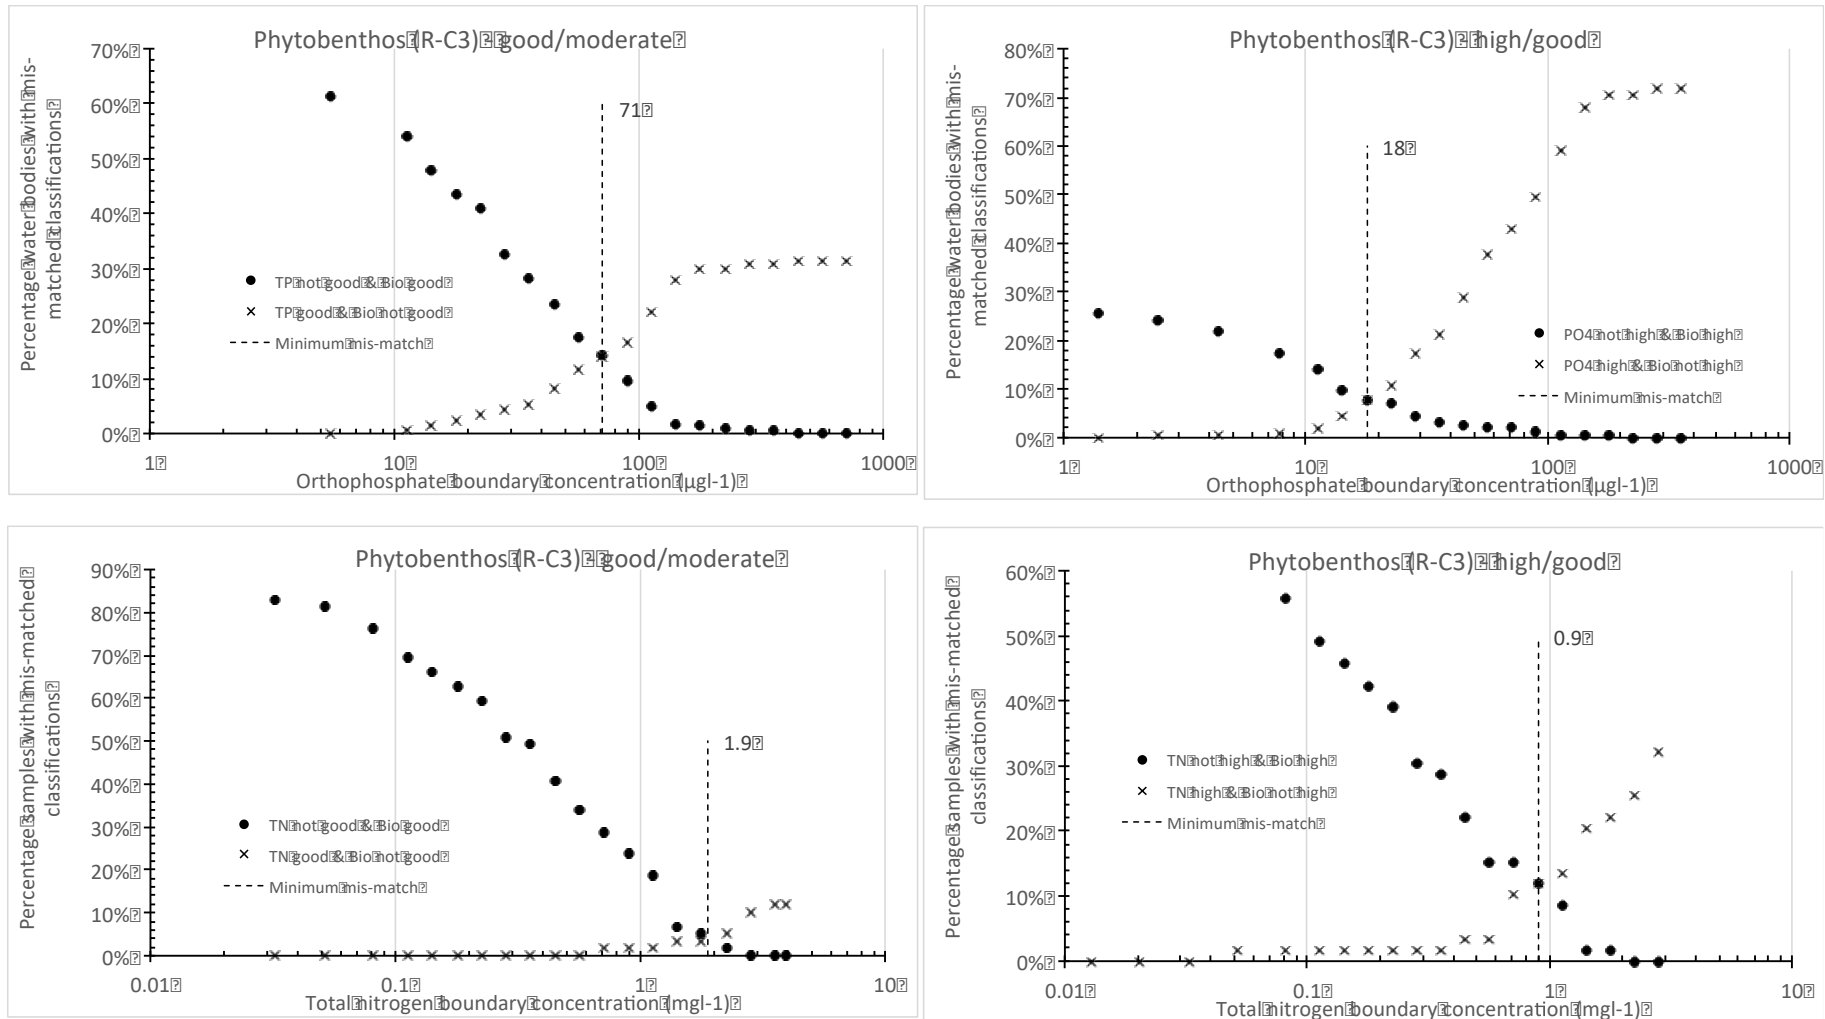 Phytobenthos (R-C3) - good/moderate
Percentage water bodies with mis-
matched classifications
70%
60%
50%
40%
30%
20%
10%
0%
71
TP not good & Bio good
TP good & Bio not good
Minimum mis-match
1
10
100
1000
Orthophosphate boundary concentration (µgl-1)
Phytobenthos (R-C3) - high/good
Percentage water bodies with mis-
matched classifications
80%
70%
60%
50%
40%
30%
20%
10%
0%
18
PO4 not high & Bio high
PO4 high & Bio not high
Minimum mis-match
1
10
100
1000
Orthophosphate boundary concentration (µgl-1)
Phytobenthos (R-C3) - good/moderate
Percentage samples with mis-matched
classifications
90%
80%
70%
60%
50%
40%
30%
20%
10%
0%
1.9
TN not good & Bio good
TN good & Bio not good
Minimum mis-match
0.01
0.1
1
10
Total nitrogen boundary concentration (mgl-1)
Phytobenthos (R-C3) - high/good
Percentage samples with mis-matched
classifications
60%
50%
40%
30%
20%
10%
0%
0.9
TN not high & Bio high
TN high & Bio not high
Minimum mis-match
0.01
0.1
1
10
Total nitrogen boundary concentration (mgl-1)